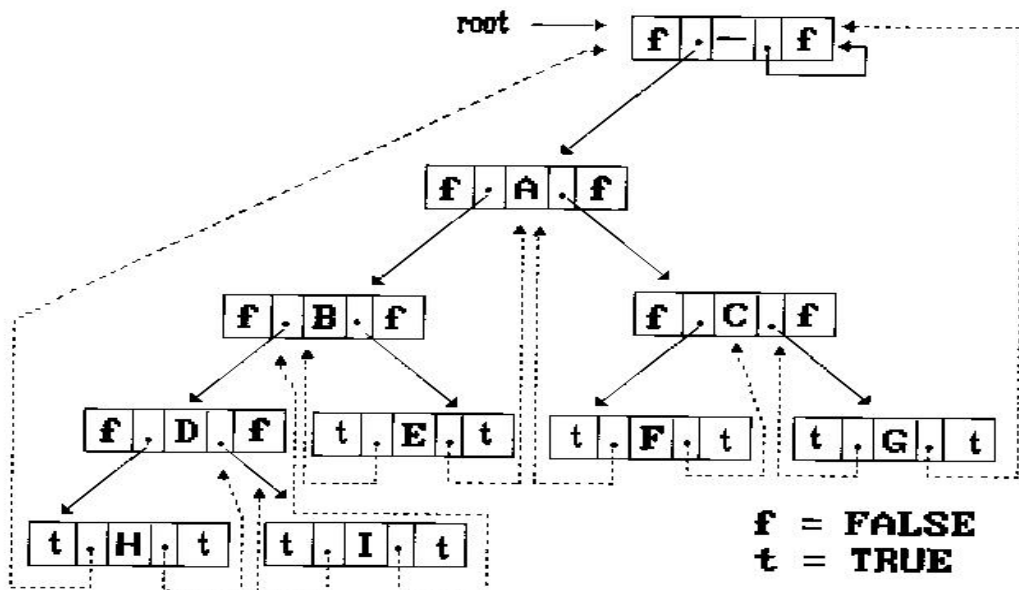 root
f . — . f
f . A . f
f . B . f
f . C . f
f . D . f
t . E . t
t . F . t
t . G . t
t . H . t
t . I . t
f = FALSE
t = TRUE